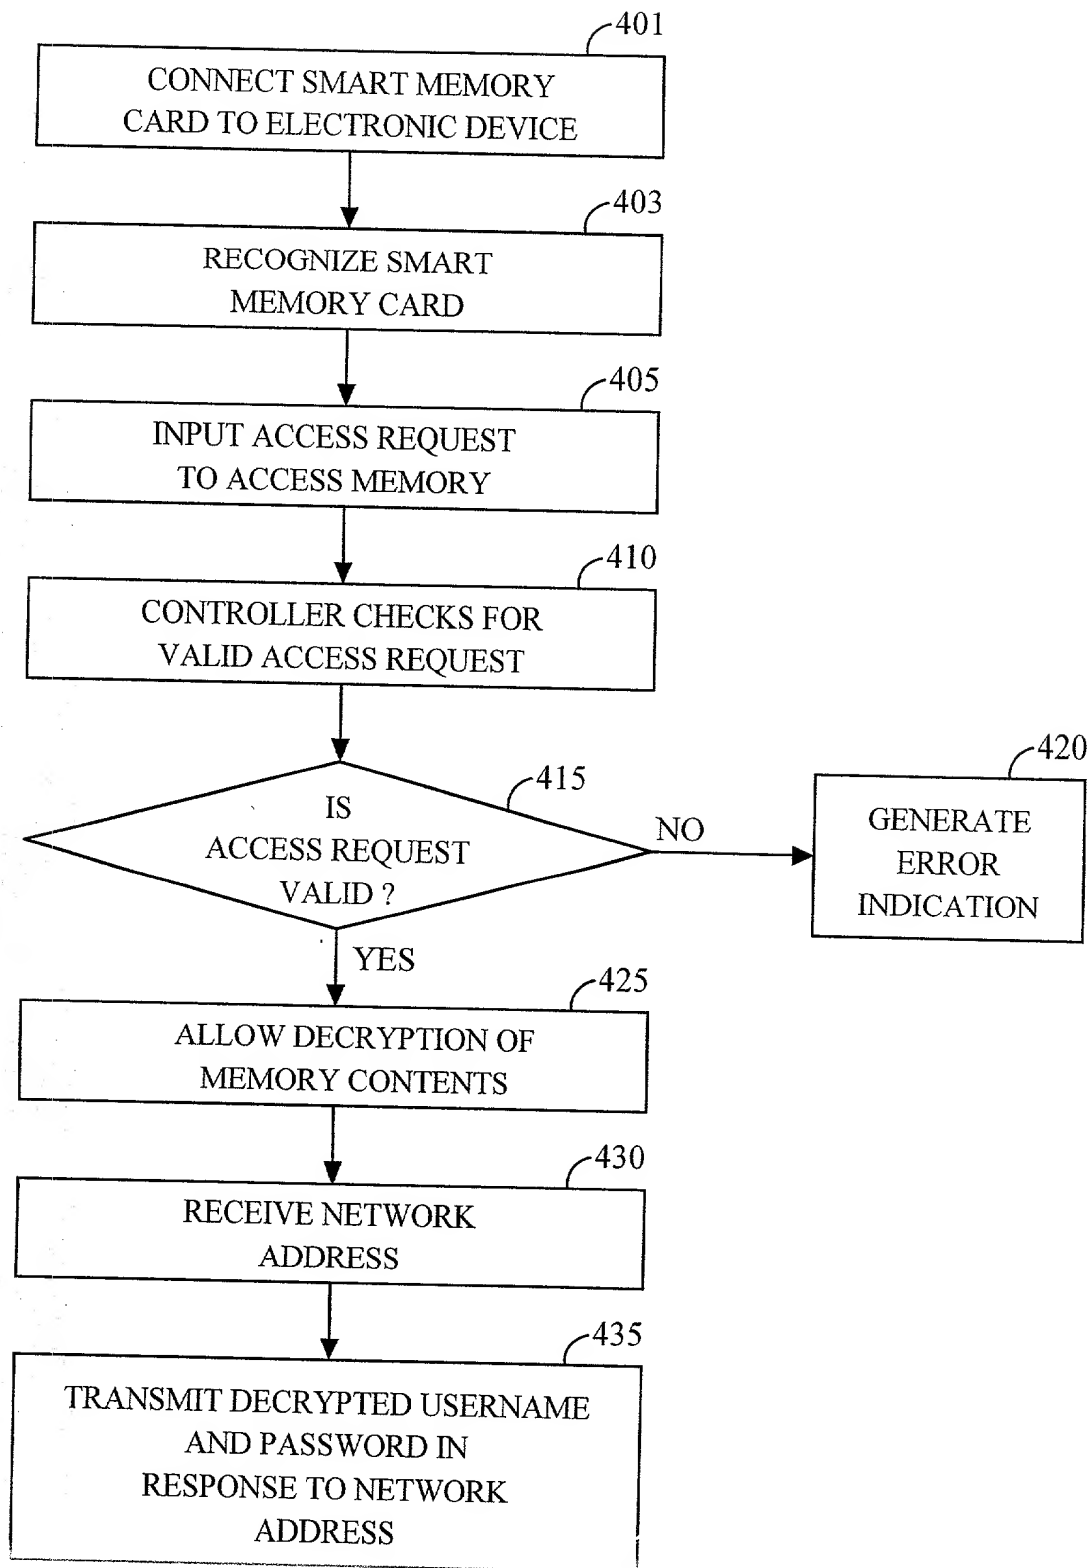 401
CONNECT SMART MEMORY
CARD TO ELECTRONIC DEVICE
403
RECOGNIZE SMART
MEMORY CARD
405
INPUT ACCESS REQUEST
TO ACCESS MEMORY
410
CONTROLLER CHECKS FOR
VALID ACCESS REQUEST
415
IS
ACCESS REQUEST
VALID ?
NO
420
GENERATE
ERROR
INDICATION
YES
425
ALLOW DECRYPTION OF
MEMORY CONTENTS
430
RECEIVE NETWORK
ADDRESS
435
TRANSMIT DECRYPTED USERNAME
AND PASSWORD IN
RESPONSE TO NETWORK
ADDRESS